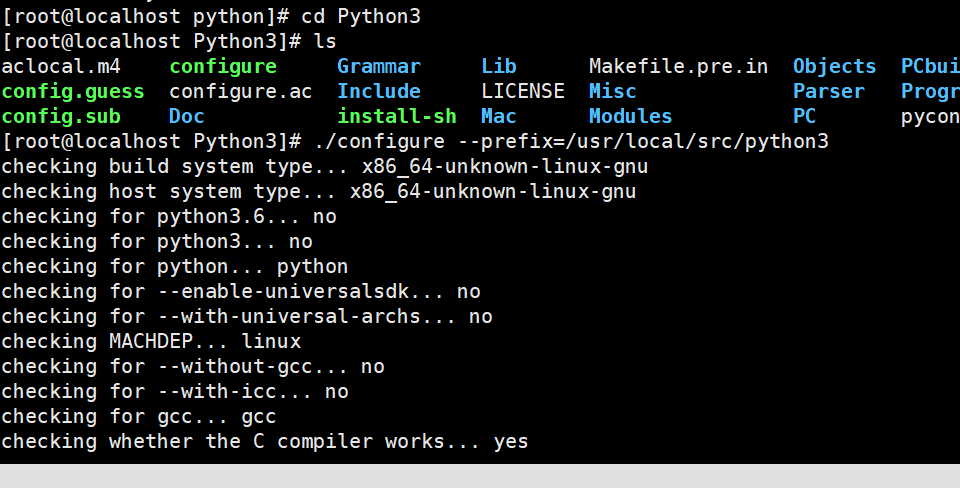 [root@localhost python]# cd Python3
[root@localhost Python3]# ls
aclocal.m4 configure Grammar Lib Makefile.pre.in Objects PCbui
config.guess configure.ac Include LICENSE Misc Parser Progr
config.sub Doc install-sh Mac Modules PC pycon
[root@localhost Python3]# ./configure --prefix=/usr/local/src/python3
checking build system type... x86_64-unknown-linux-gnu
checking host system type... x86_64-unknown-linux-gnu
checking for python3.6... no
checking for python3... no
checking for python... python
checking for --enable-universalsdk... no
checking for --with-universal-archs... no
checking MACHDEP... linux
checking for --without-gcc... no
checking for --with-icc... no
checking for gcc... gcc
checking whether the C compiler works... yes